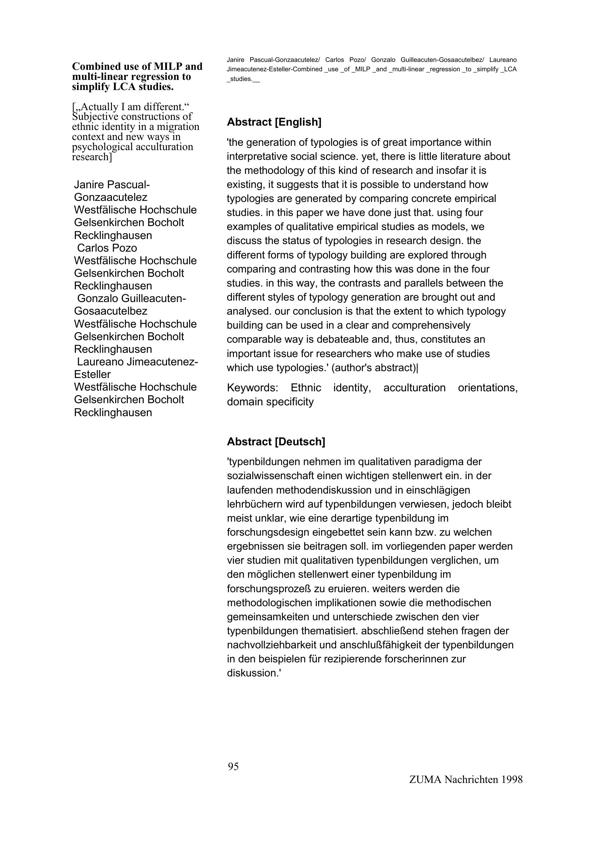 Combined use of MILP and
multi-linear regression to
simplify LCA studies.
[„Actually I am different.“
Subjective constructions of
ethnic identity in a migration
context and new ways in
psychological acculturation
research]
Janire Pascual-
Gonzaacutelez
Westfälische Hochschule
Gelsenkirchen Bocholt
Recklinghausen
Carlos Pozo
Westfälische Hochschule
Gelsenkirchen Bocholt
Recklinghausen
Gonzalo Guilleacuten-
Gosaacutelbez
Westfälische Hochschule
Gelsenkirchen Bocholt
Recklinghausen
Laureano Jimeacutenez-
Esteller
Westfälische Hochschule
Gelsenkirchen Bocholt
Recklinghausen
Janire Pascual-Gonzaacutelez/ Carlos Pozo/ Gonzalo Guilleacuten-Gosaacutelbez/ Laureano
Jimeacutenez-Esteller-Combined _use _of _MILP _and _multi-linear _regression _to _simplify _LCA
_studies.__
Abstract [English]
'the generation of typologies is of great importance within
interpretative social science. yet, there is little literature about
the methodology of this kind of research and insofar it is
existing, it suggests that it is possible to understand how
typologies are generated by comparing concrete empirical
studies. in this paper we have done just that. using four
examples of qualitative empirical studies as models, we
discuss the status of typologies in research design. the
different forms of typology building are explored through
comparing and contrasting how this was done in the four
studies. in this way, the contrasts and parallels between the
different styles of typology generation are brought out and
analysed. our conclusion is that the extent to which typology
building can be used in a clear and comprehensively
comparable way is debateable and, thus, constitutes an
important issue for researchers who make use of studies
which use typologies.' (author's abstract)|
Keywords: Ethnic identity, acculturation orientations,
domain specificity
Abstract [Deutsch]
'typenbildungen nehmen im qualitativen paradigma der
sozialwissenschaft einen wichtigen stellenwert ein. in der
laufenden methodendiskussion und in einschlägigen
lehrbüchern wird auf typenbildungen verwiesen, jedoch bleibt
meist unklar, wie eine derartige typenbildung im
forschungsdesign eingebettet sein kann bzw. zu welchen
ergebnissen sie beitragen soll. im vorliegenden paper werden
vier studien mit qualitativen typenbildungen verglichen, um
den möglichen stellenwert einer typenbildung im
forschungsprozeß zu eruieren. weiters werden die
methodologischen implikationen sowie die methodischen
gemeinsamkeiten und unterschiede zwischen den vier
typenbildungen thematisiert. abschließend stehen fragen der
nachvollziehbarkeit und anschlußfähigkeit der typenbildungen
in den beispielen für rezipierende forscherinnen zur
diskussion.'
95
ZUMA Nachrichten 1998